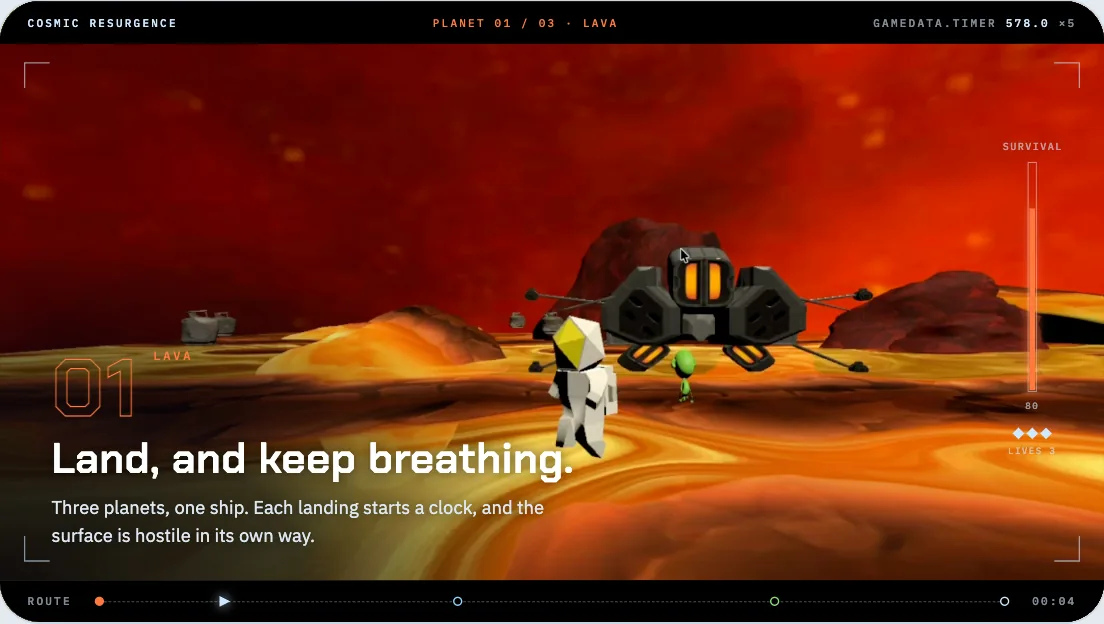 COSMIC RESURGENCE
PLANET 01 / 03 · LAVA
GAMEDATA.TIMER 578.0 ×5
SURVIVAL
80
LIVES 3
LAVA
01
Land, and keep breathing.
Three planets, one ship. Each landing starts a clock, and the
surface is hostile in its own way.
ROUTE
00:04